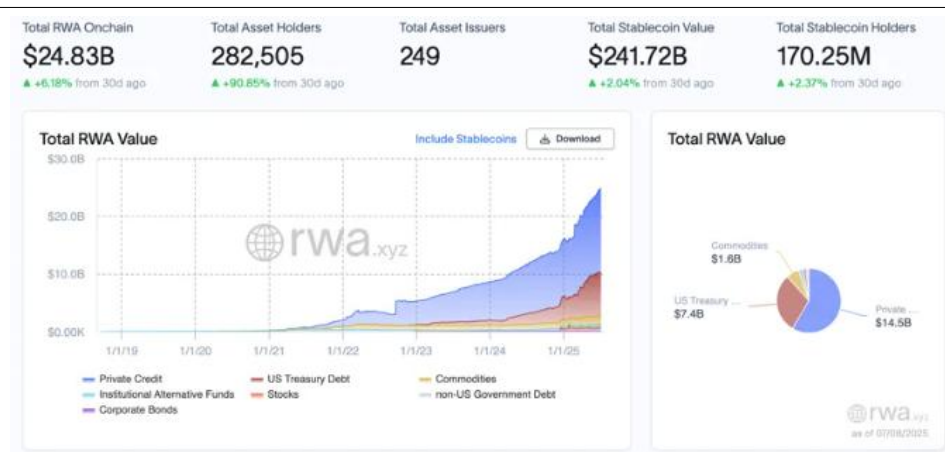 Total RWA Onchain
$24.83B
▲ +6.18% from 30d ago
Total Asset Holders
282,505
▲ +90.85% from 30d ago
Total Asset Issuers
249
Total Stablecoin Value
$241.72B
▲ +2.04% from 30d ago
Total Stablecoin Holders
170.25M
▲ +2.37% from 30d ago
Total RWA Value
Include Stablecoins
Download
$30.0B
$20.0B
$10.0B
$0.00K
rwa.xyz
1/1/19 1/1/20 1/1/21 1/1/22 1/1/23 1/1/24 1/1/25
Private Credit US Treasury Debt Commodities
Institutional Alternative Funds Stocks non-US Government Debt
Corporate Bonds
Total RWA Value
Commodities
$1.6B
US Treasury ...
$7.4B
Private ...
$14.5B
rwa.xyz
as of 07/08/2025